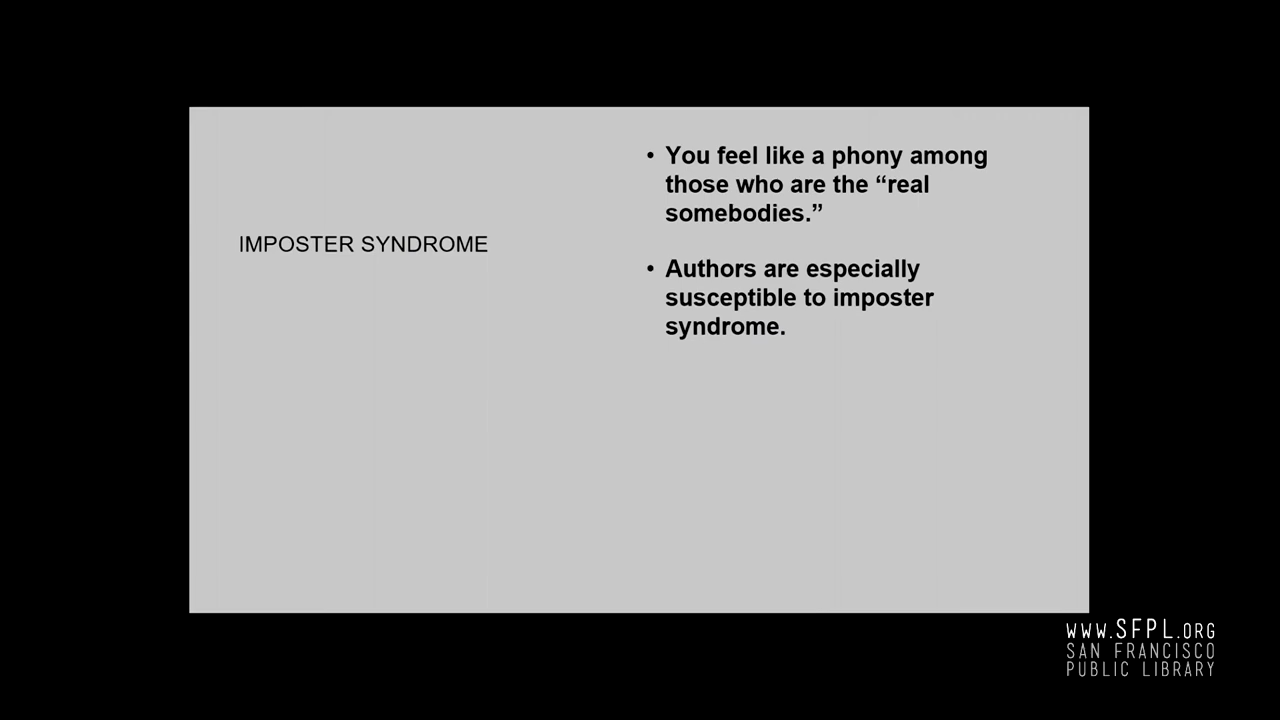 IMPOSTER SYNDROME
• You feel like a phony among
those who are the “real
somebodies.”
• Authors are especially
susceptible to imposter
syndrome.
WWW.SFPL.ORG
SAN FRANCISCO
PUBLIC LIBRARY